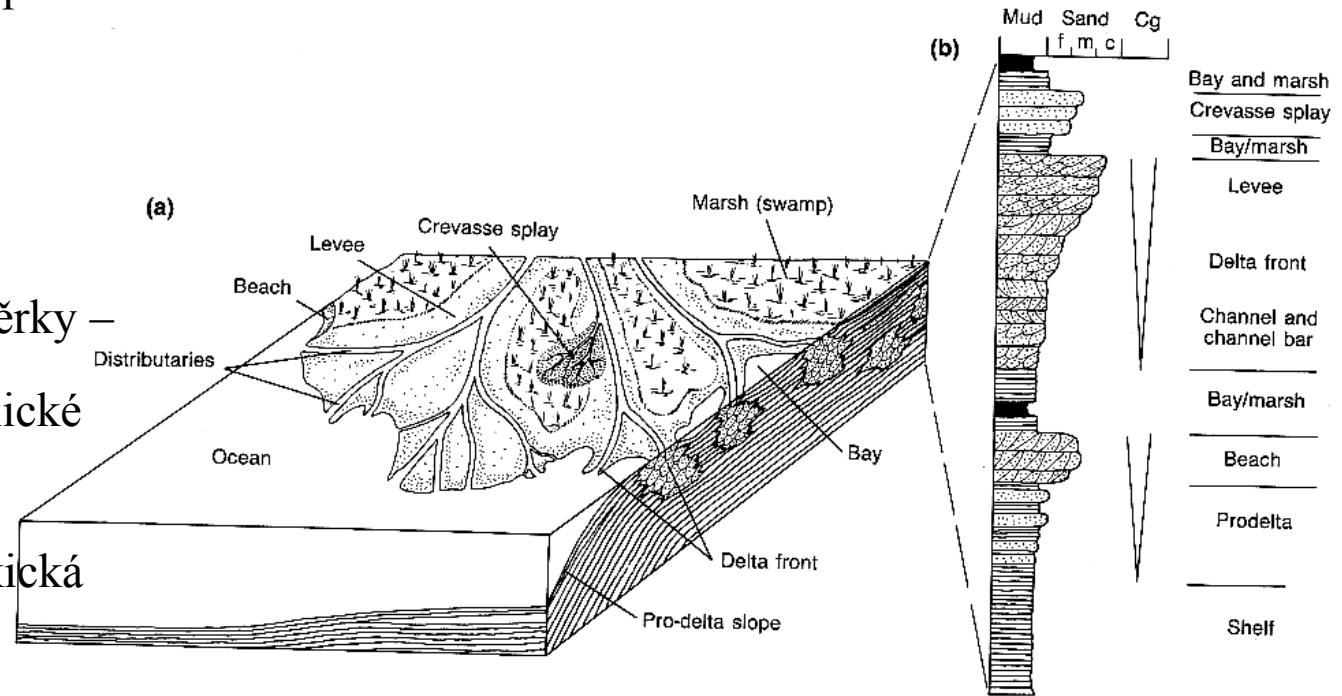 ěrky –
nické
ická
(a)
Beach
Levee
Crevasse splay
Marsh (swamp)
Distributaries
Ocean
Bay
Delta front
Pro-delta slope
(b)
Mud Sand Cg
f m c
Bay and marsh
Crevasse splay
Bay/marsh
Levee
Delta front
Channel and
channel bar
Bay/marsh
Beach
Prodelta
Shelf